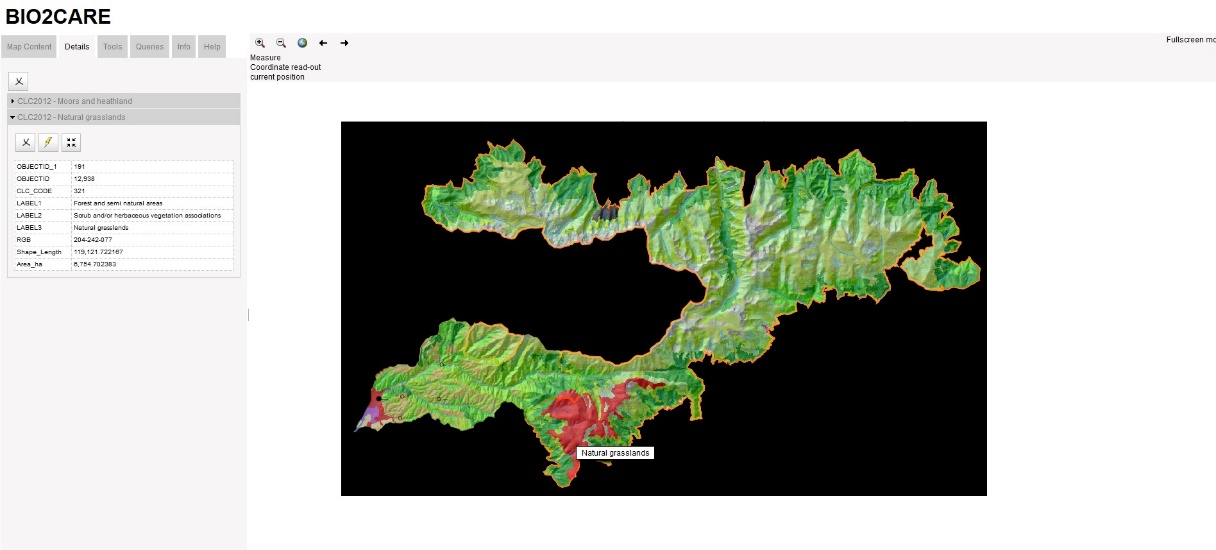 BIO2CARE
Map Content Details Tools Queries Info Help
Fullscreen mo
Measure
Coordinate read-out
current position
CLC2012 - Moors and heathland
CLC2012 - Natural grasslands
OBJECTID_1 191
OBJECTID 12,938
CLC_CODE 321
LABEL1 Forest and semi natural areas
LABEL2 Scrub and/or herbaceous vegetation associations
LABEL3 Natural grasslands
RGB 204-242-077
Shape_Length 119,121.722167
Area_ha 6,784.702383
Natural grasslands